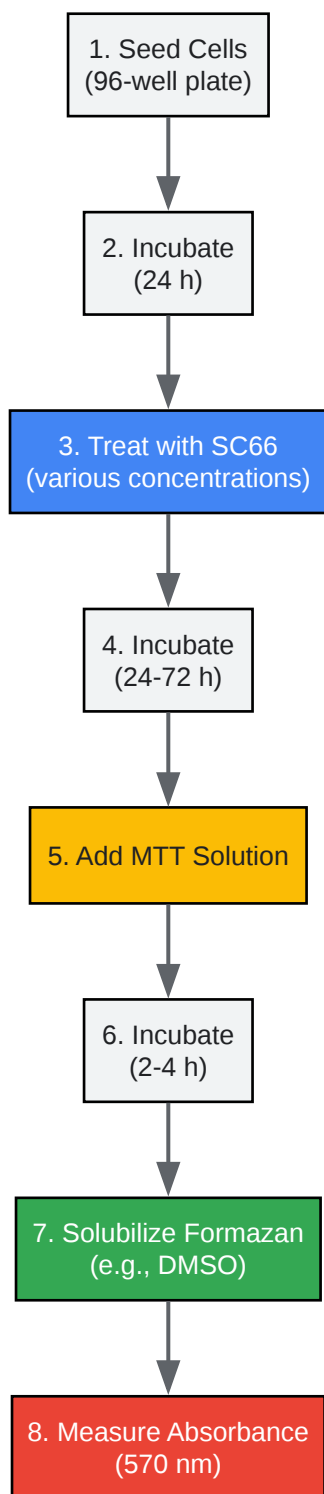 1. Seed Cells
(96-well plate)
2. Incubate
(24 h)
3. Treat with SC66
(various concentrations)
4. Incubate
(24-72 h)
5. Add MTT Solution
6. Incubate
(2-4 h)
7. Solubilize Formazan
(e.g., DMSO)
8. Measure Absorbance
(570 nm)